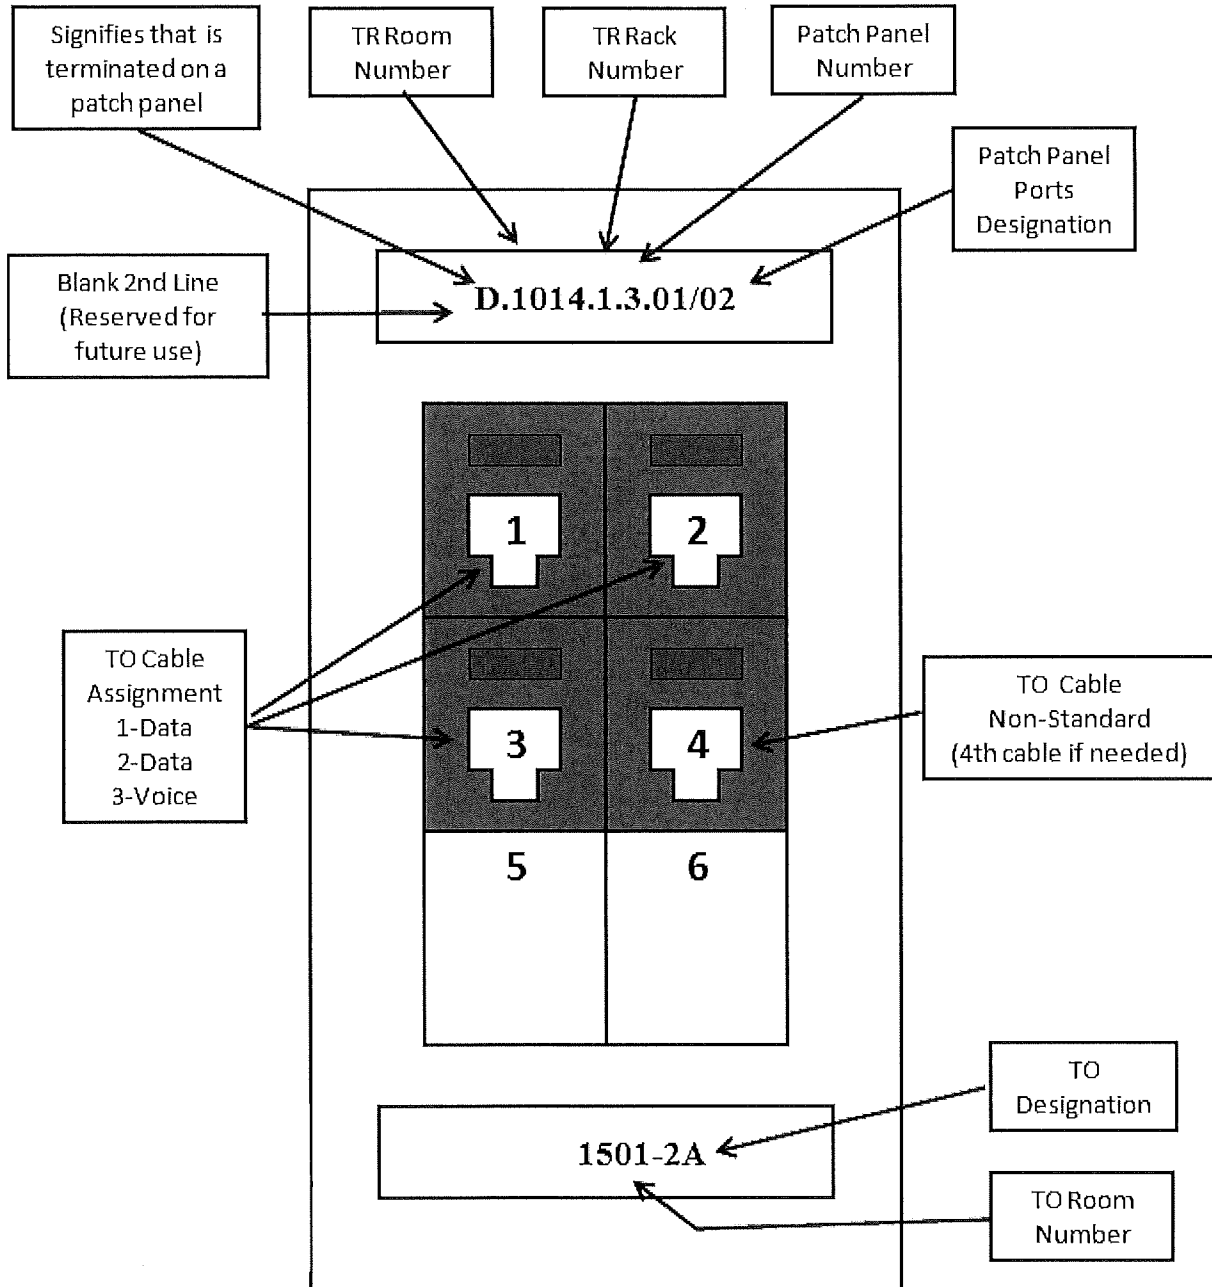 Signifies that is
terminated on a
patch panel
TR Room
Number
TR Rack
Number
Patch Panel
Number
Patch Panel
Ports
Designation
Blank 2nd Line
(Reserved for
future use)
D.1014.1.3.01/02
1
2
TO Cable
Assignment
1-Data
2-Data
3-Voice
3
4
TO Cable
Non-Standard
(4th cable if needed)
5
6
TO
Designation
1501-2A
TO Room
Number